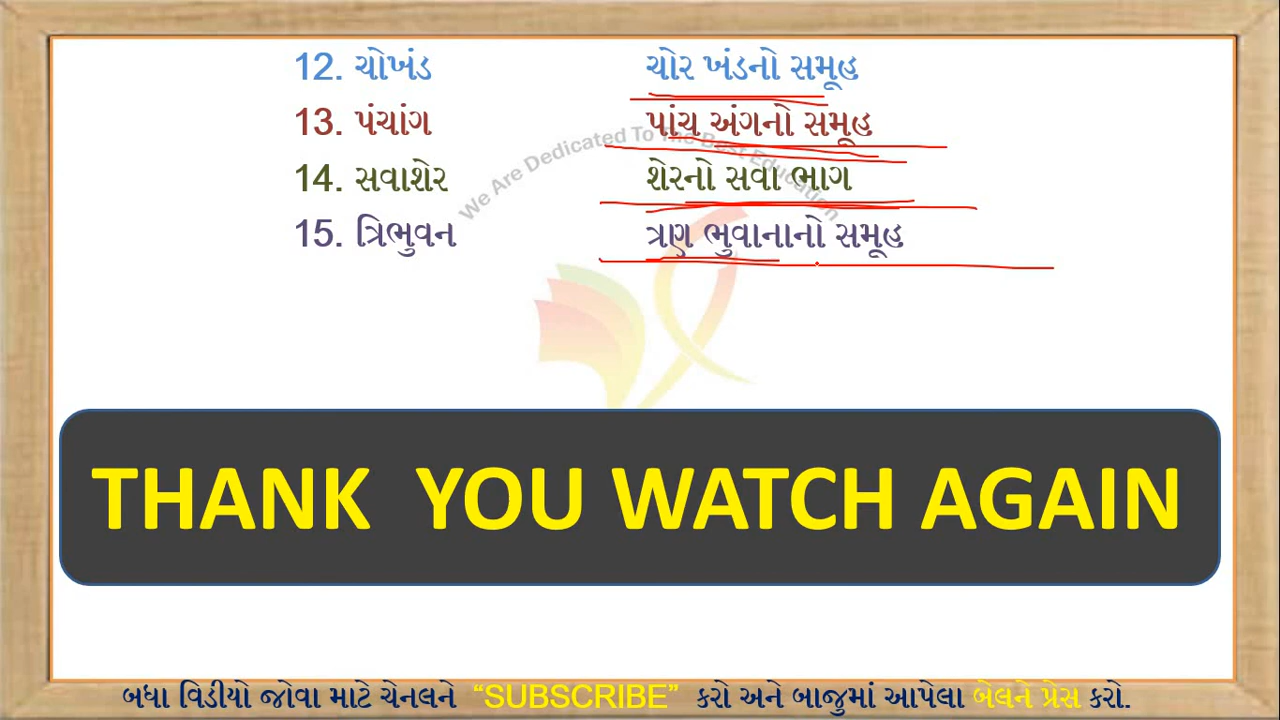 12. ચોખંડ ચોર ખંડનો સમૂહ
13. પંચાંગ પાંચ અંગનો સમૂહ
We Are Dedicated To The Best Education
14. સવાશેર શેરનો સવા ભાગ
15. ત્રિભુવન ત્રણ ભુવાનાનો સમૂહ
THANK YOU WATCH AGAIN
બધા વિડીયો જોવા માટે ચેનલને “SUBSCRIBE” કરો અને બાજુમાં આપેલા બેલને પ્રેસ કરો.